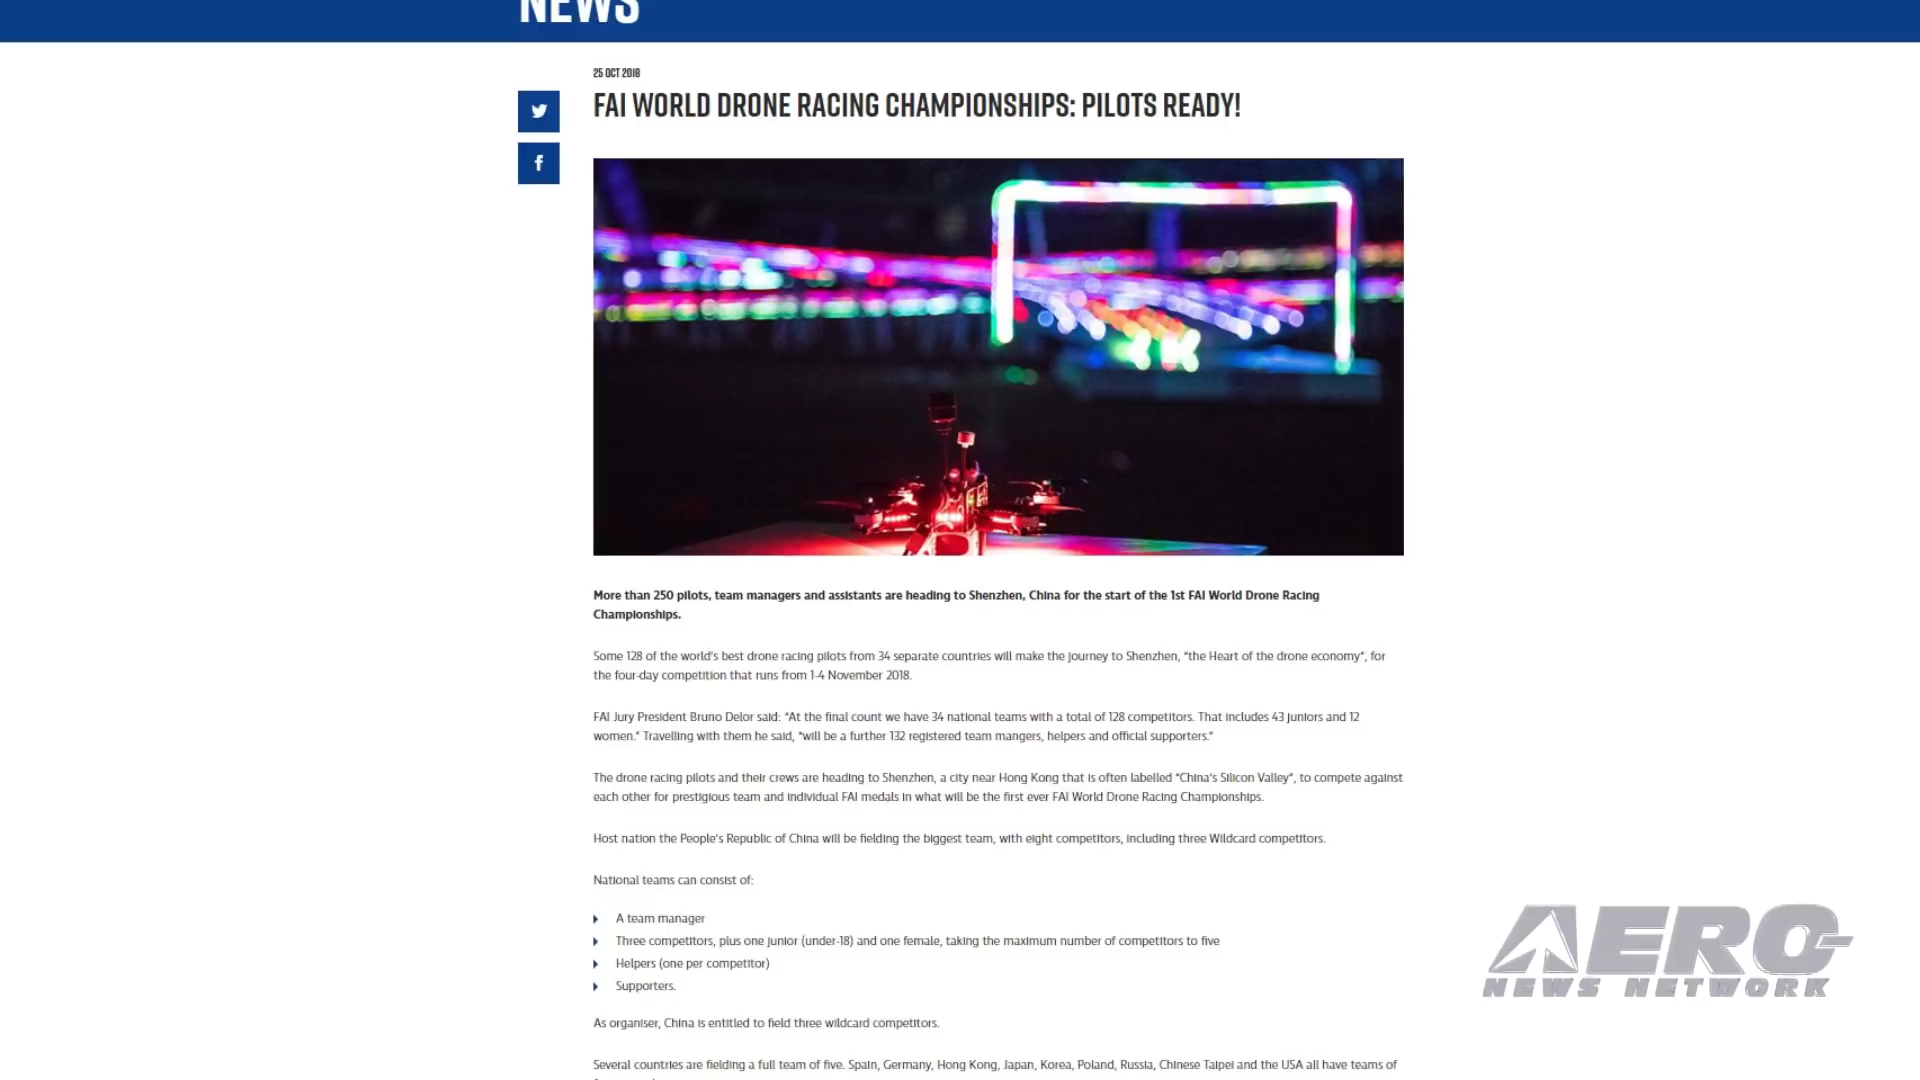 NEWS
25 OCT 2018
FAI WORLD DRONE RACING CHAMPIONSHIPS: PILOTS READY!
More than 250 pilots, team managers and assistants are heading to Shenzhen, China for the start of the 1st FAI World Drone Racing
Championships.
Some 128 of the world's best drone racing pilots from 34 separate countries will make the journey to Shenzhen, "the Heart of the drone economy", for
the four-day competition that runs from 1-4 November 2018.
FAI Jury President Bruno Delor said: "At the final count we have 34 national teams with a total of 128 competitors. That includes 43 juniors and 12
women." Travelling with them he said, "will be a further 132 registered team mangers, helpers and official supporters."
The drone racing pilots and their crews are heading to Shenzhen, a city near Hong Kong that is often labelled "China's Silicon Valley", to compete against
each other for prestigious team and individual FAI medals in what will be the first ever FAI World Drone Racing Championships.
Host nation the People's Republic of China will be fielding the biggest team, with eight competitors, including three Wildcard competitors.
National teams can consist of:
A team manager
Three competitors, plus one junior (under-18) and one female, taking the maximum number of competitors to five
Helpers (one per competitor)
Supporters.
As organiser, China is entitled to field three wildcard competitors.
Several countries are fielding a full team of five. Spain, Germany, Hong Kong, Japan, Korea, Poland, Russia, Chinese Taipei and the USA all have teams of
AERO-
NEWS NETWORK